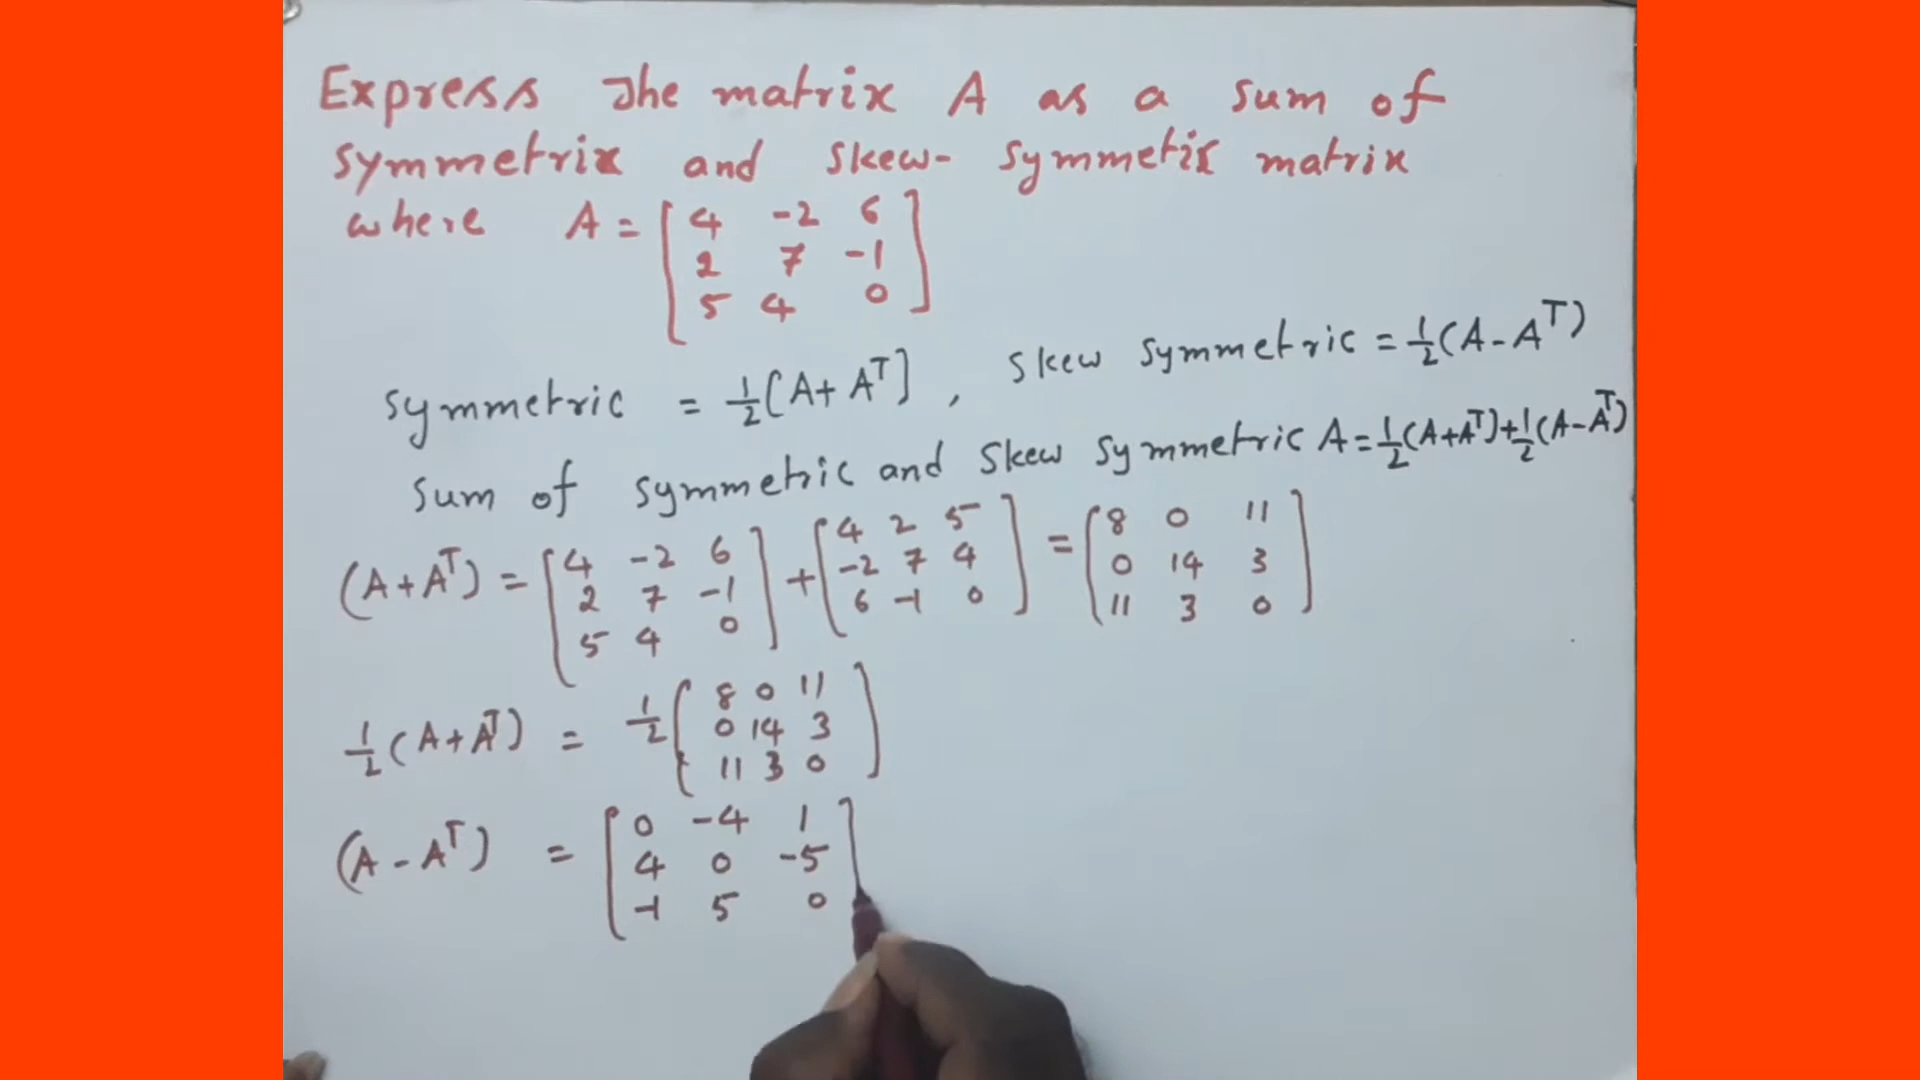 Express The matrix A as a sum of
symmetrix and skew- symmetix matrix
where A = [4 -2 6
2 7 -1
5 4 0]
symmetric = 1/2 [A + A^T] , skew symmetric = 1/2 (A - A^T)
sum of symmetric and skew symmetric A = 1/2 (A+A^T) + 1/2 (A-A^T)
(A + A^T) = [4 -2 6 + [4 2 5 = [8 0 11
2 7 -1 -2 7 4 0 14 3
5 4 0] 6 -1 0] 11 3 0]
1/2 (A + A^T) = 1/2 [8 0 11
0 14 3
11 3 0]
(A - A^T) = [0 -4 1
4 0 -5
-1 5 0